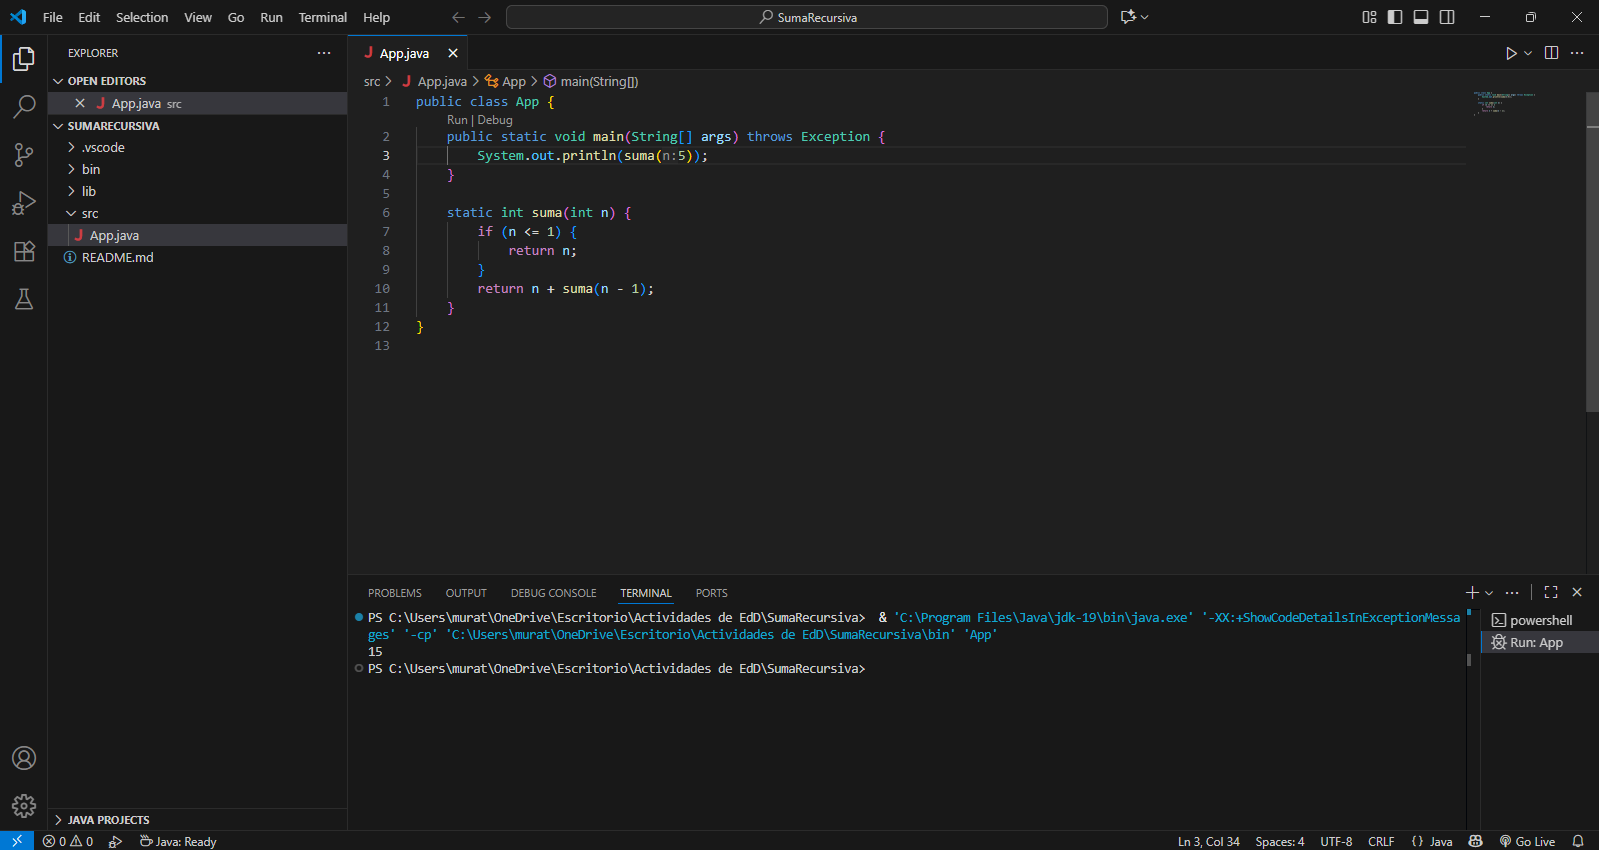 File Edit Selection View Go Run Terminal Help
SumaRecursiva
EXPLORER
OPEN EDITORS
App.java src
SUMARECURSIVA
.vscode
bin
lib
src
App.java
README.md
JAVA PROJECTS
App.java
src > App.java > App > main(String[])
1 public class App {
Run | Debug
2 public static void main(String[] args) throws Exception {
3 System.out.println(suma(n:5));
4 }
5
6 static int suma(int n) {
7 if (n <= 1) {
8 return n;
9 }
10 return n + suma(n - 1);
11 }
12 }
13
PROBLEMS OUTPUT DEBUG CONSOLE TERMINAL PORTS
PS C:\Users\murat\OneDrive\Escritorio\Actividades de EdD\SumaRecursiva> & 'C:\Program Files\Java\jdk-19\bin\java.exe' '-XX:+ShowCodeDetailsInExceptionMessa
ges' '-cp' 'C:\Users\murat\OneDrive\Escritorio\Actividades de EdD\SumaRecursiva\bin' 'App'
15
PS C:\Users\murat\OneDrive\Escritorio\Actividades de EdD\SumaRecursiva>
powershell
Run: App
0 0 Java: Ready
Ln 3, Col 34 Spaces: 4 UTF-8 CRLF {} Java Go Live